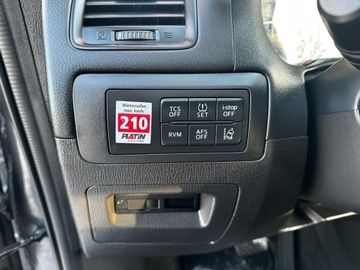 Winterreifen
max. km/h
210
PLATIN
TCS
OFF
SET
i-stop
OFF
RVM
AFS
OFF